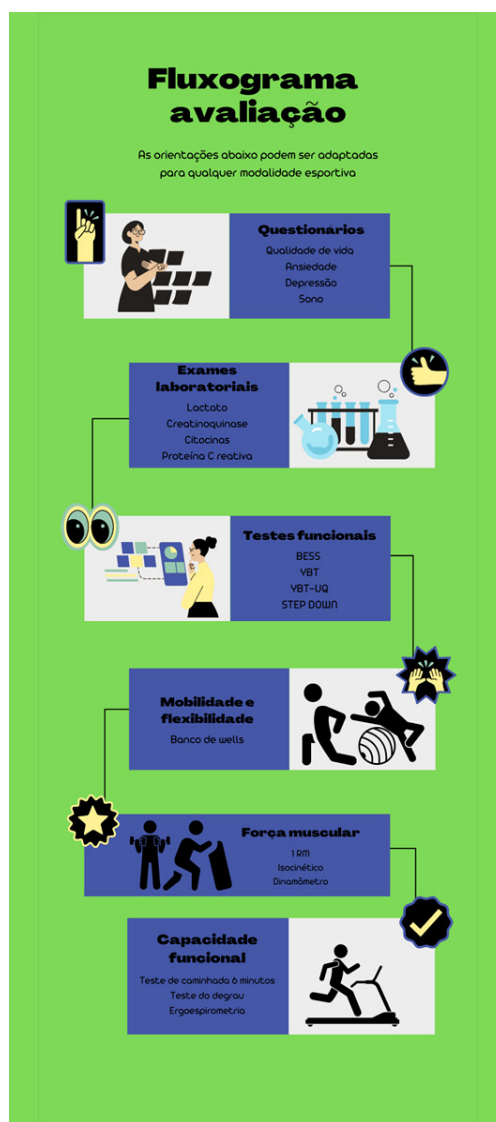 Fluxograma
avaliação
As orientações abaixo podem ser adaptadas
para qualquer modalidade esportiva
Questionários
Qualidade de vida
Ansiedade
Depressão
Sono
Exames
laboratoriais
Lactato
Creatinoquinase
Citocinas
Proteína C reativa
Testes funcionais
BESS
YBT
YBT-UQ
STEP DOWN
Mobilidade e
flexibilidade
Banco de wells
Força muscular
1 RM
Isocinético
Dinamômetro
Capacidade
funcional
Teste de caminhada 6 minutos
Teste do degrau
Ergoespirometria